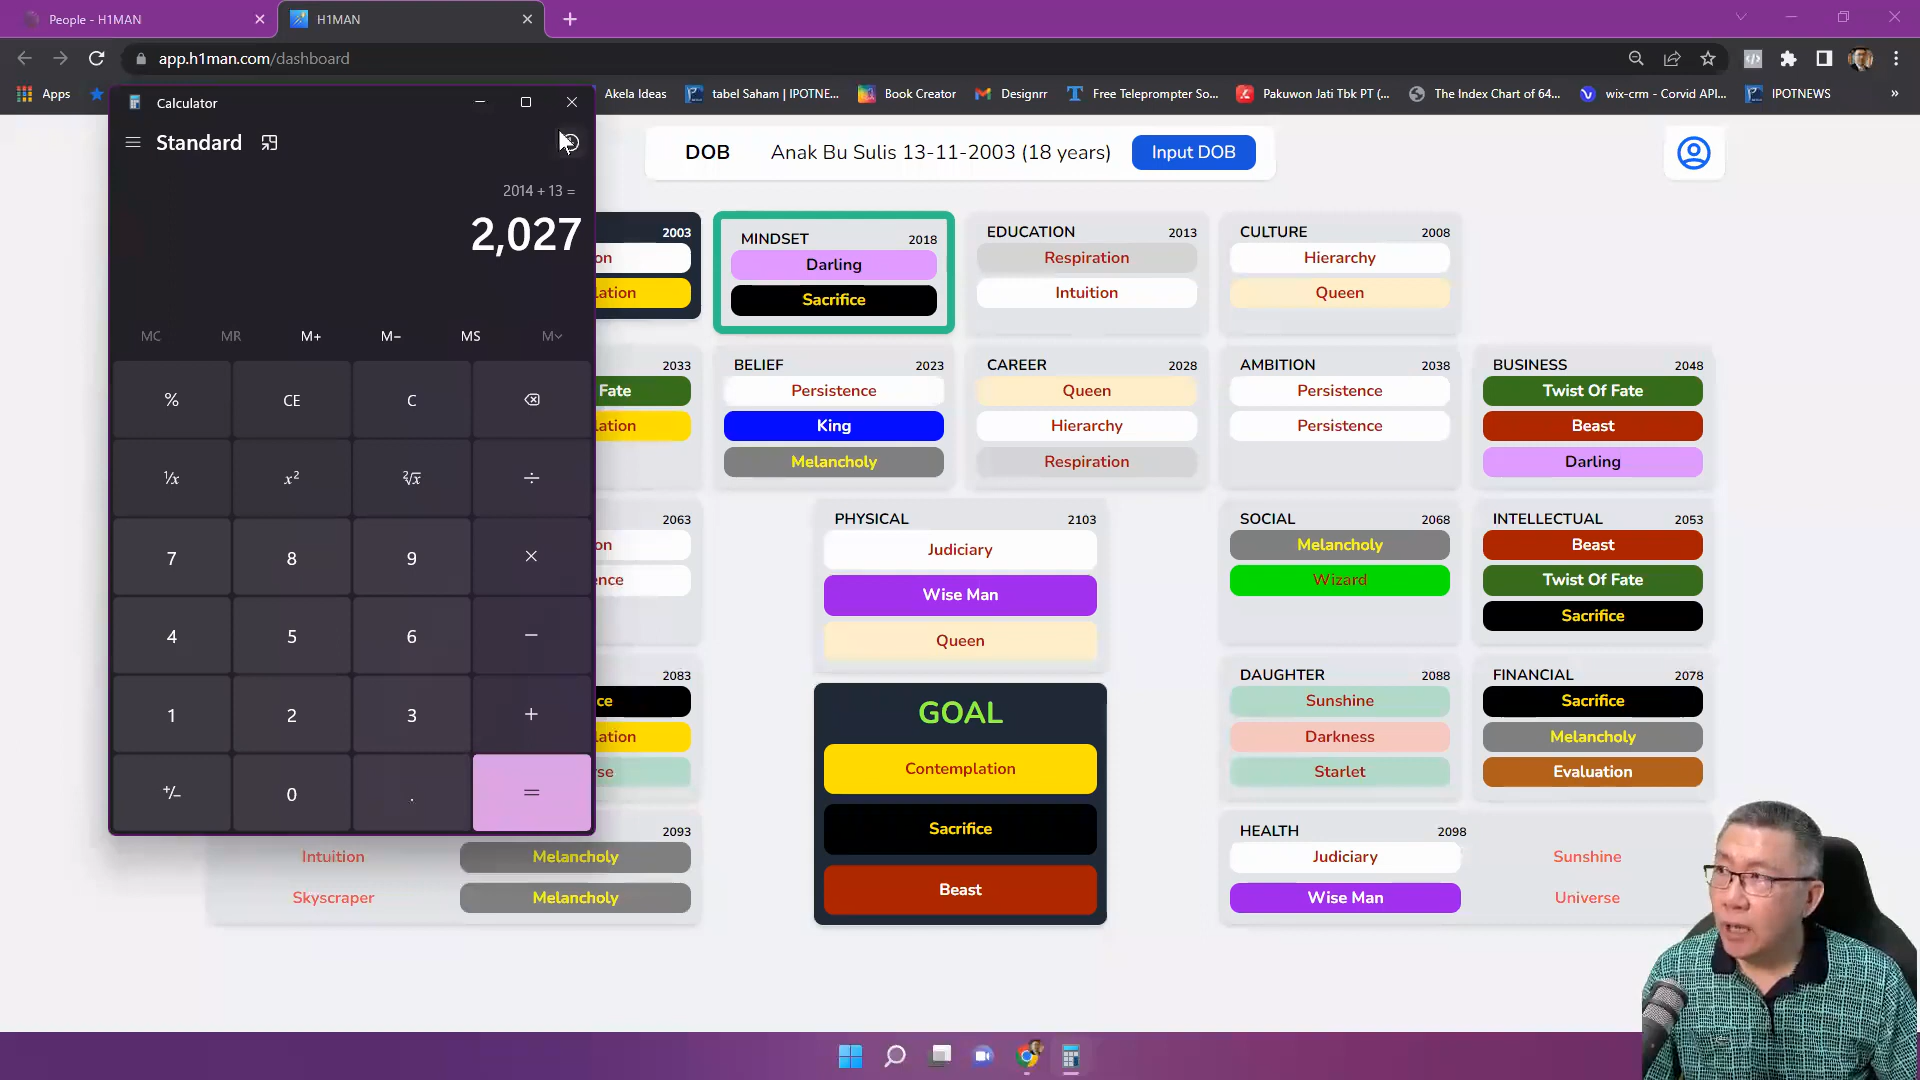 People - H1MAN
H1MAN
app.h1man.com/dashboard
Apps
Akela Ideas
tabel Saham | IPOTNE...
Book Creator
Designrr
Free Teleprompter So...
Pakuwon Jati Tbk PT (...
The Index Chart of 64...
wix-crm - Corvid API...
IPOTNEWS
»
Calculator
Standard
2014 + 13 =
2,027
MC MR M+ M- MS M
% CE C
¹/x x² ²√x ÷
7 8 9 ×
4 5 6 −
1 2 3 +
+/− 0 . =
DOB Anak Bu Sulis 13-11-2003 (18 years) Input DOB
2003
on
lation
MINDSET 2018
Darling
Sacrifice
EDUCATION 2013
Respiration
Intuition
CULTURE 2008
Hierarchy
Queen
2033
Fate
lation
BELIEF 2023
Persistence
King
Melancholy
CAREER 2028
Queen
Hierarchy
Respiration
AMBITION 2038
Persistence
Persistence
BUSINESS 2048
Twist Of Fate
Beast
Darling
2063
on
ence
PHYSICAL 2103
Judiciary
Wise Man
Queen
SOCIAL 2068
Melancholy
Wizard
INTELLECTUAL 2053
Beast
Twist Of Fate
Sacrifice
2083
ce
lation
se
GOAL
Contemplation
Sacrifice
Beast
DAUGHTER 2088
Sunshine
Darkness
Starlet
FINANCIAL 2078
Sacrifice
Melancholy
Evaluation
2093
Intuition Melancholy
Skyscraper Melancholy
HEALTH 2098
Judiciary Sunshine
Wise Man Universe